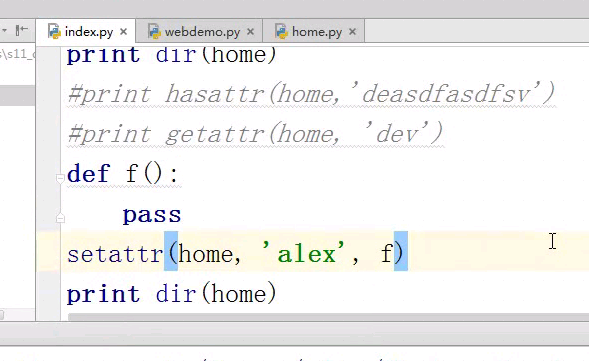 index.py webdemo.py home.py
\s11_d
print dir(home)
#print hasattr(home,'deasdfasdfsv')
#print getattr(home, 'dev')
def f():
pass
setattr(home, 'alex', f)
print dir(home)